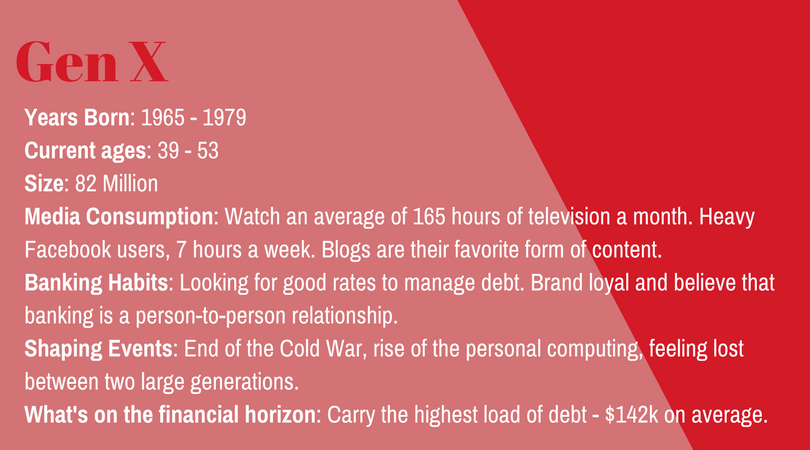 Gen X
Years Born: 1965 - 1979
Current ages: 39 - 53
Size: 82 Million
Media Consumption: Watch an average of 165 hours of television a month. Heavy
Facebook users, 7 hours a week. Blogs are their favorite form of content.
Banking Habits: Looking for good rates to manage debt. Brand loyal and believe that
banking is a person-to-person relationship.
Shaping Events: End of the Cold War, rise of the personal computing, feeling lost
between two large generations.
What's on the financial horizon: Carry the highest load of debt - $142k on average.